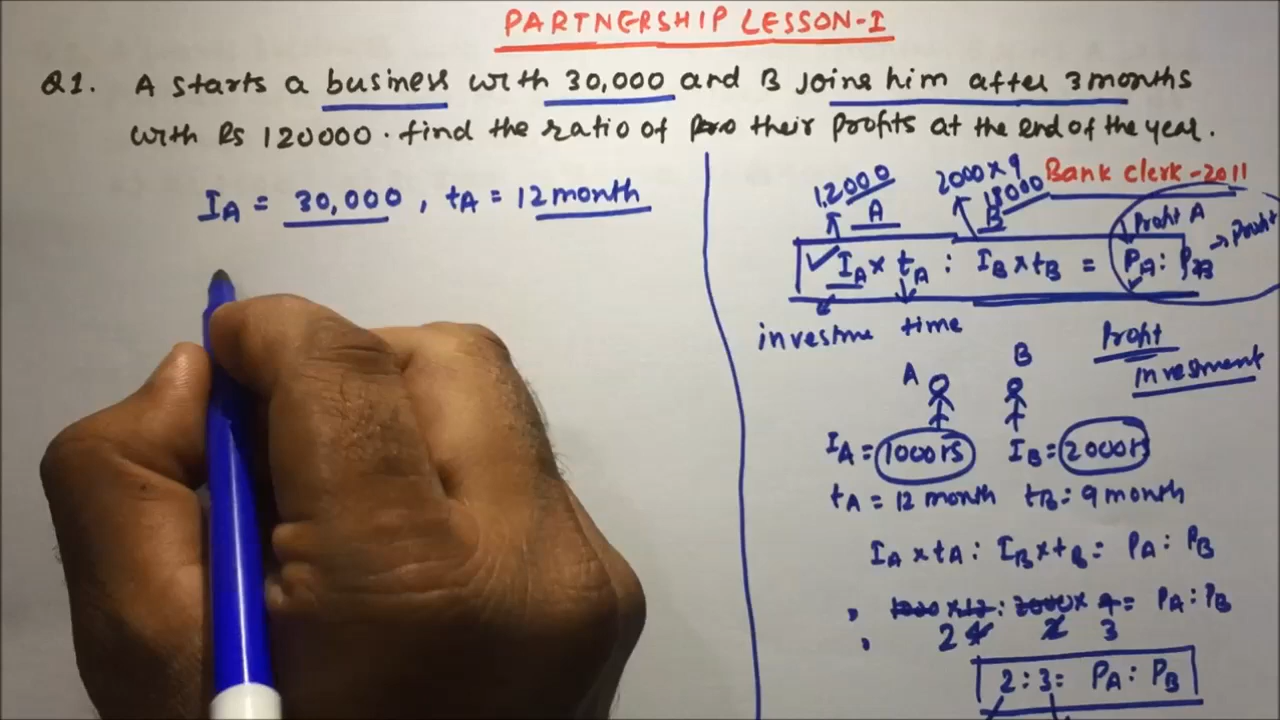 PARTNERSHIP LESSON-I
Q1. A starts a business with 30,000 and B joins him after 3 months
with Rs 120000. find the ratio of their profits at the end of the year.
Bank clerk-2011
IA = 30,000, tA = 12 month
12000
2000 x 9
18000
A
B
Profit A
IA x tA : IB x tB = PA : PB
investme time
Profit
investment
A B
IA = 1000 rs IB = 2000 rs
tA = 12 month tB : 9 month
IA x tA : IB x tB = PA : PB
1000 x 12 : 2000 x 9 = PA : PB
2 4 2 3
2 : 3 = PA : PB